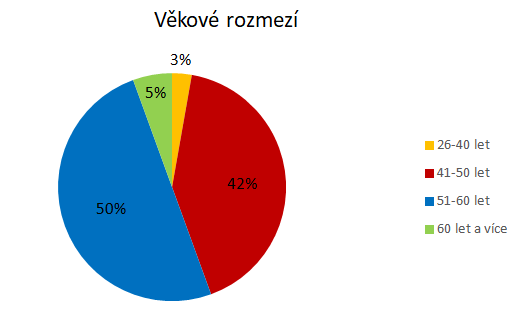 Věkové rozmezí
3%
5%
42%
50%
26-40 let
41-50 let
51-60 let
60 let a více